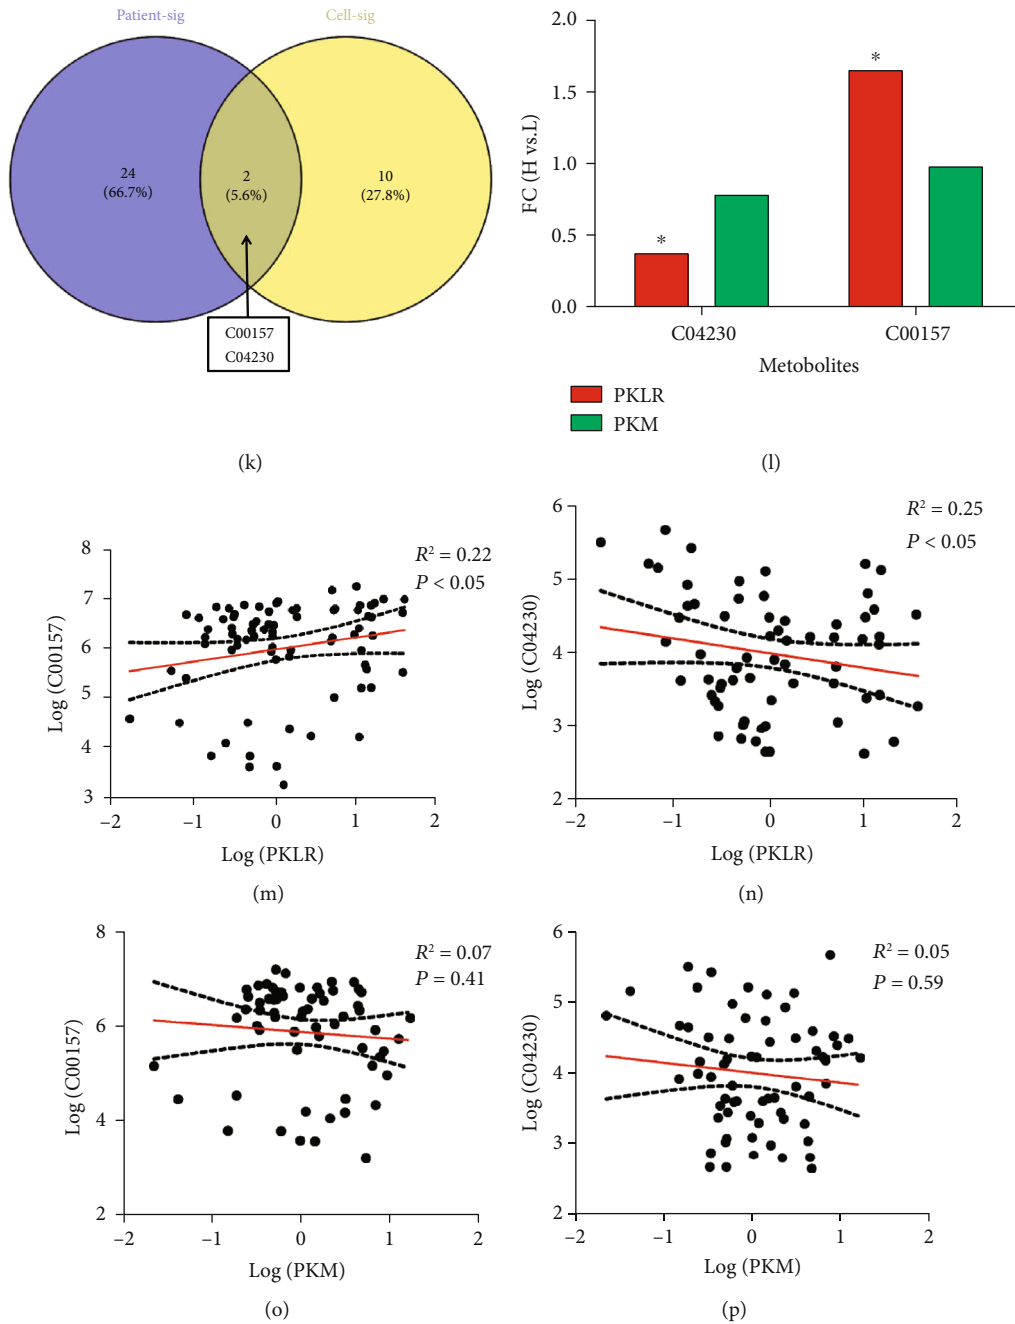 Patient-sig
Cell-sig
24
(66.7%)
2
(5.6%)
10
(27.8%)
C00157
C04230
(k)
FC (H vs.L)
2.0
1.5
1.0
0.5
0.0
*
*
C04230
C00157
Metobolites
PKLR
PKM
(l)
Log (C00157)
8
7
6
5
4
3
R² = 0.22
P < 0.05
−2
−1
0
1
2
Log (PKLR)
(m)
Log (C04230)
6
5
4
3
2
R² = 0.25
P < 0.05
−2
−1
0
1
2
Log (PKLR)
(n)
Log (C00157)
8
6
4
2
R² = 0.07
P = 0.41
−2
−1
0
1
2
Log (PKM)
(o)
Log (C04230)
6
5
4
3
2
R² = 0.05
P = 0.59
−2
−1
0
1
2
Log (PKM)
(p)